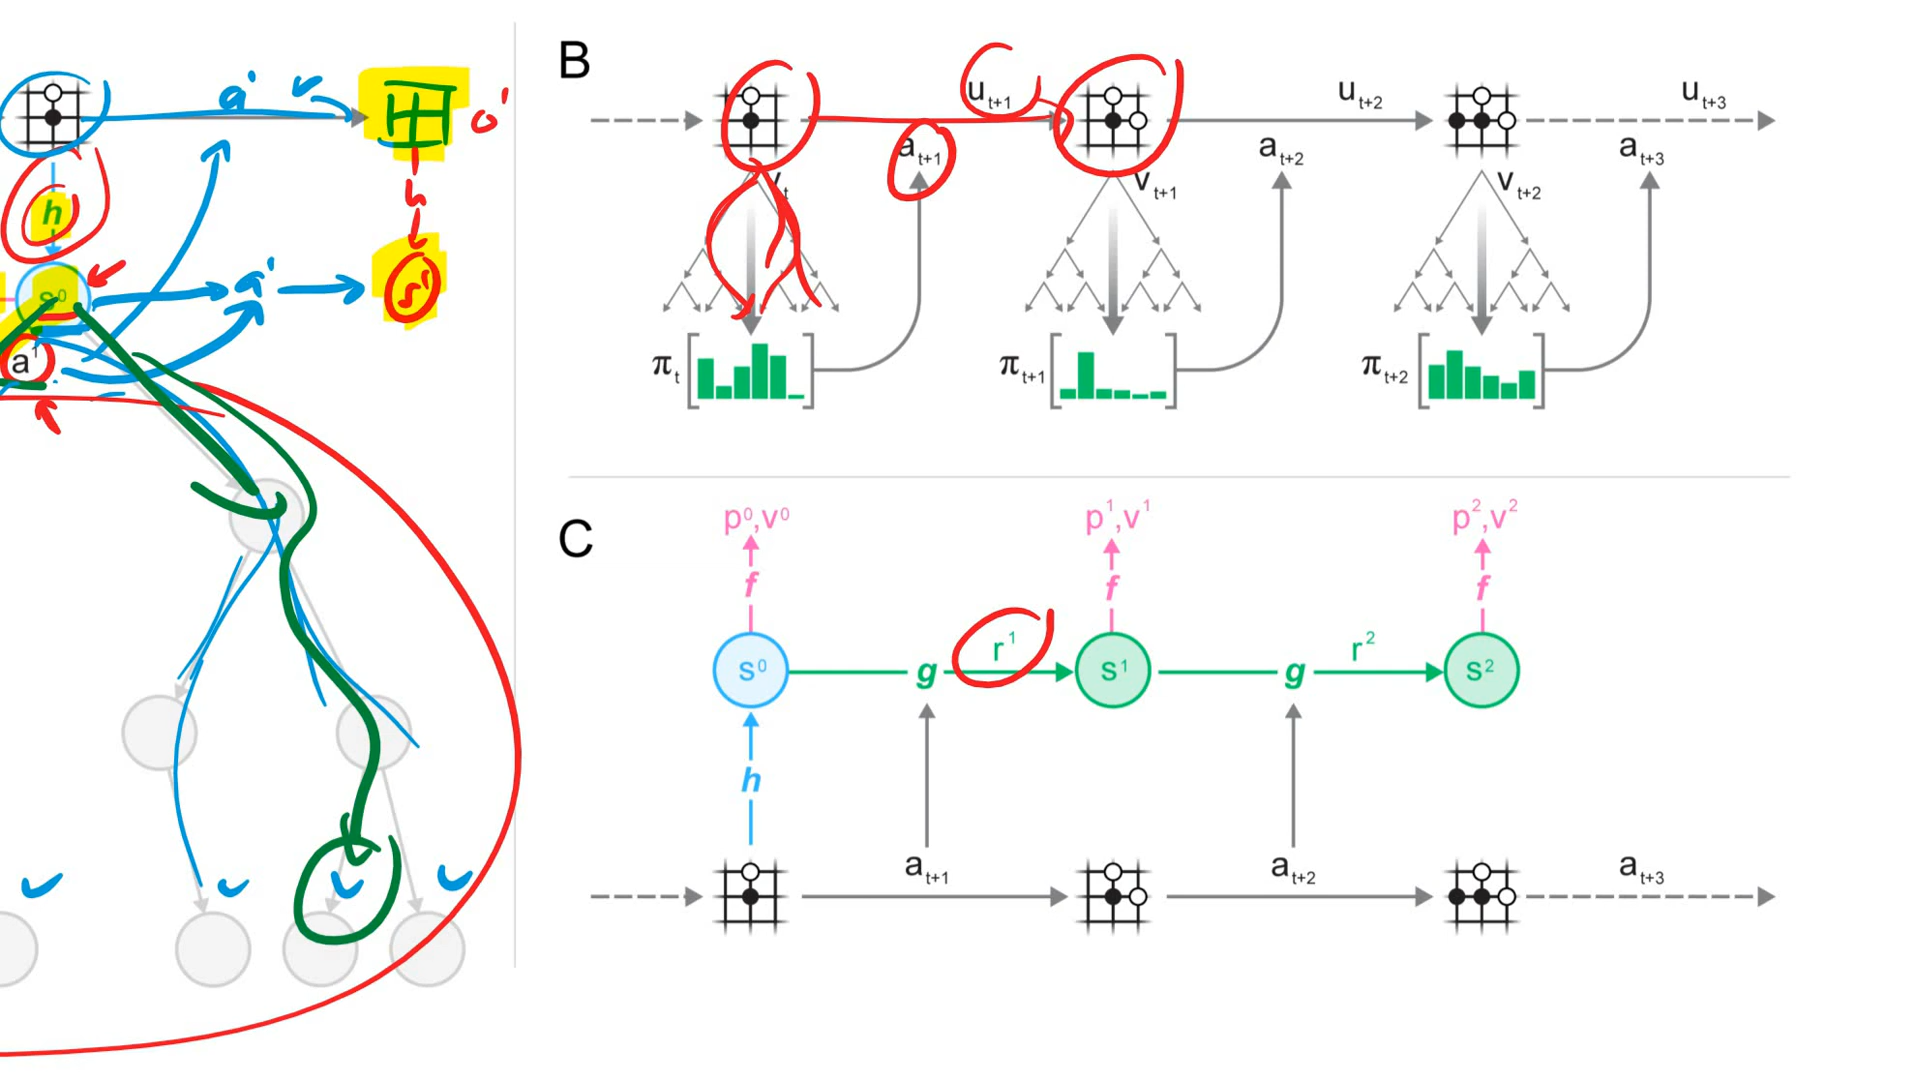 a'
o'
h
h
s⁰
a'
s'
a¹
B
u t+1
u t+2
u t+3
a t+1
a t+2
a t+3
v t
v t+1
v t+2
π t
π t+1
π t+2
C
p⁰,v⁰
p¹,v¹
p²,v²
f
f
f
s⁰
g
r¹
s¹
g
r²
s²
h
a t+1
a t+2
a t+3